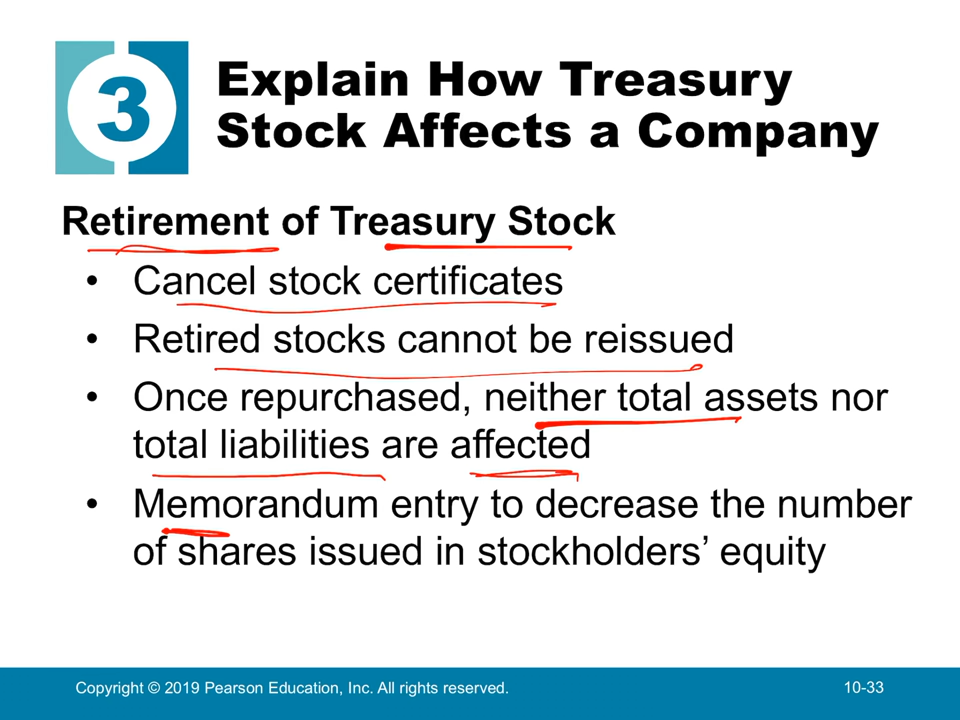 3
Explain How Treasury
Stock Affects a Company
Retirement of Treasury Stock
• Cancel stock certificates
• Retired stocks cannot be reissued
• Once repurchased, neither total assets nor
total liabilities are affected
• Memorandum entry to decrease the number
of shares issued in stockholders’ equity
Copyright © 2019 Pearson Education, Inc. All rights reserved.
10-33